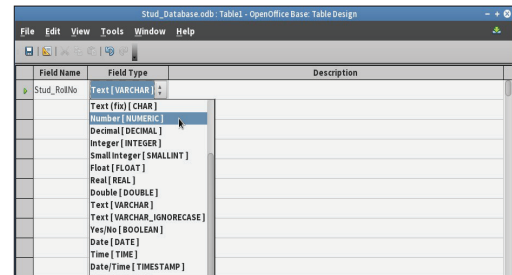 Stud_Database.odb : Table1 - OpenOffice Base: Table Design
File Edit View Tools Window Help
Field Name Field Type Description
Stud_RollNo Text [ VARCHAR ]
Text (fix) [ CHAR ]
Number [ NUMERIC ]
Decimal [ DECIMAL ]
Integer [ INTEGER ]
Small Integer [ SMALLINT ]
Float [ FLOAT ]
Real [ REAL ]
Double [ DOUBLE ]
Text [ VARCHAR ]
Text [ VARCHAR_IGNORECASE ]
Yes/No [ BOOLEAN ]
Date [ DATE ]
Time [ TIME ]
Date/Time [ TIMESTAMP ]